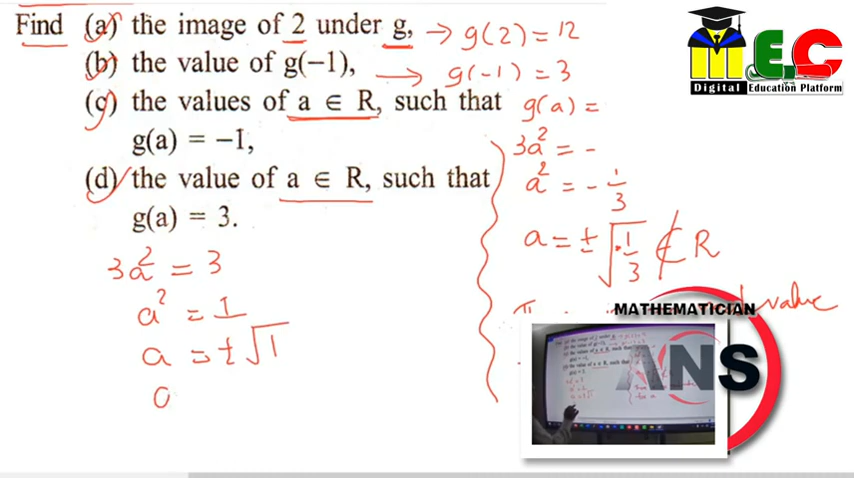 Find (a) the image of 2 under g, → g(2) = 12
(b) the value of g(−1), → g(-1) = 3
(c) the values of a ∈ R, such that g(a) =
g(a) = −1,
3a² = -
a² = - 1/3
(d) the value of a ∈ R, such that
g(a) = 3.
a = ± √-1/3 ∉ R
3a² = 3
a² = 1
a = ± √1
a
value
MEC
Digital Education Platform
MATHEMATICIAN
ANS